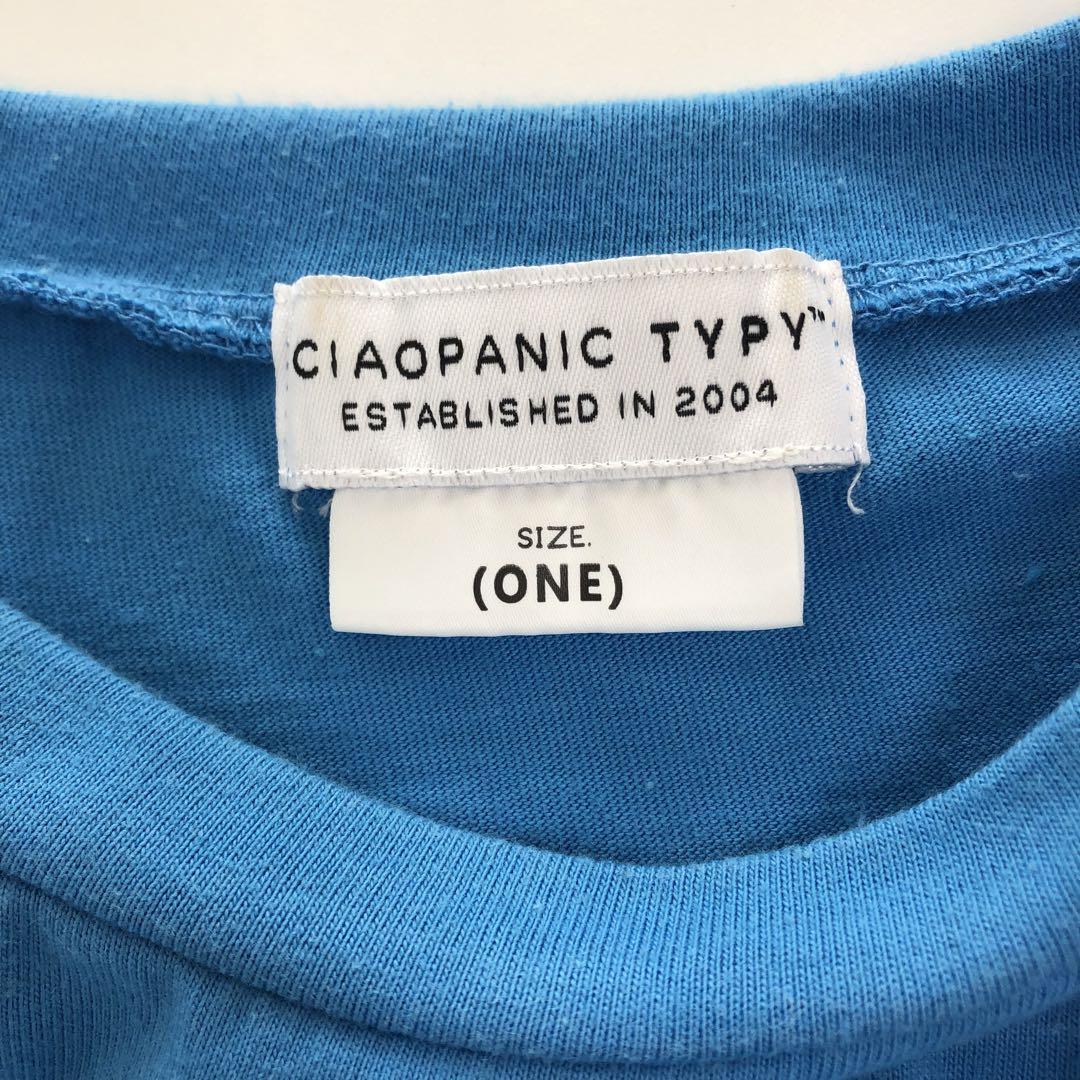 CIAOPANIC TYPY™
ESTABLISHED IN 2004
SIZE.
(ONE)